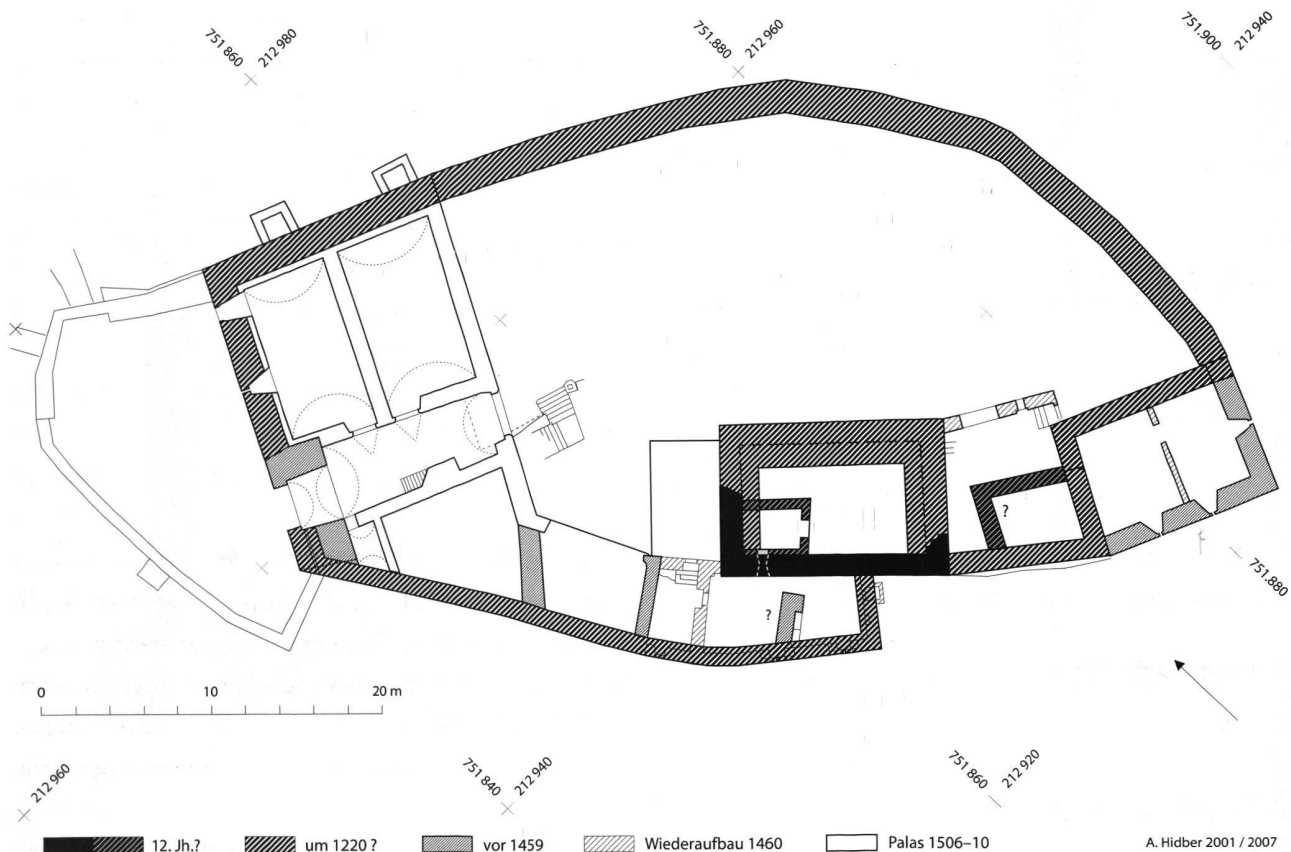 751.860 212 980
751.880 212 960
751.900 212 940
?
?
751.880
0 10 20 m
212 960
751.840 212 940
751.860 212 920
12. Jh.? um 1220 ? vor 1459 Wiederaufbau 1460 Palas 1506–10 A. Hidber 2001 / 2007